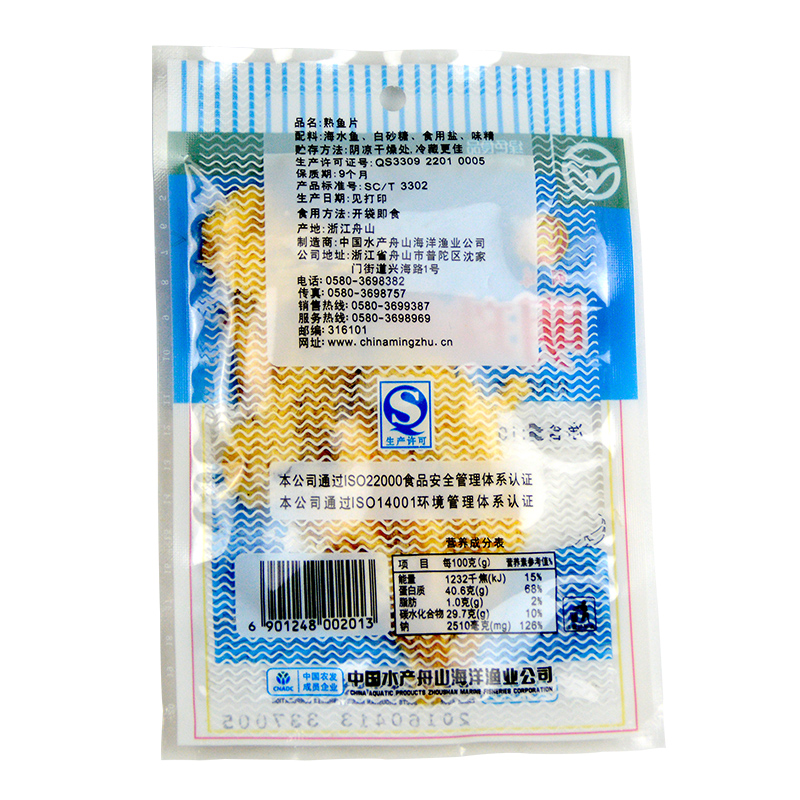 品名:熟鱼片
配料:海水鱼、白砂糖、食用盐、味精
贮存方法:阴凉干燥处,冷藏更佳
生产许可证号:QS3309 2201 0005
保质期:9个月
产品标准号:SC/T 3302
生产日期:见打印
食用方法:开袋即食
产地:浙江舟山
制造商:中国水产舟山海洋渔业公司
公司地址:浙江省舟山市普陀区沈家
门街道兴海路1号
电话:0580-3698382
传真:0580-3698757
销售热线:0580-3699387
服务热线:0580-3698969
邮编:316101
网址:www.chinamingzhu.cn
生产许可
本公司通过ISO22000食品安全管理体系认证
本公司通过ISO14001环境管理体系认证
营养成分表
项 目 每100克(g) 营养素参考值%
能量 1232千焦(kJ) 15%
蛋白质 40.6克(g) 68%
脂肪 1.0克(g) 2%
碳水化合物 29.7克(g) 10%
钠 2510毫克(mg) 126%
6 901248 002013
CNADC 中国农发
成员企业
中国水产舟山海洋渔业公司
CHINA AQUATIC PRODUCTS ZHOUSHAN MARINE FISHERIES CORPORATION
20160413 337005